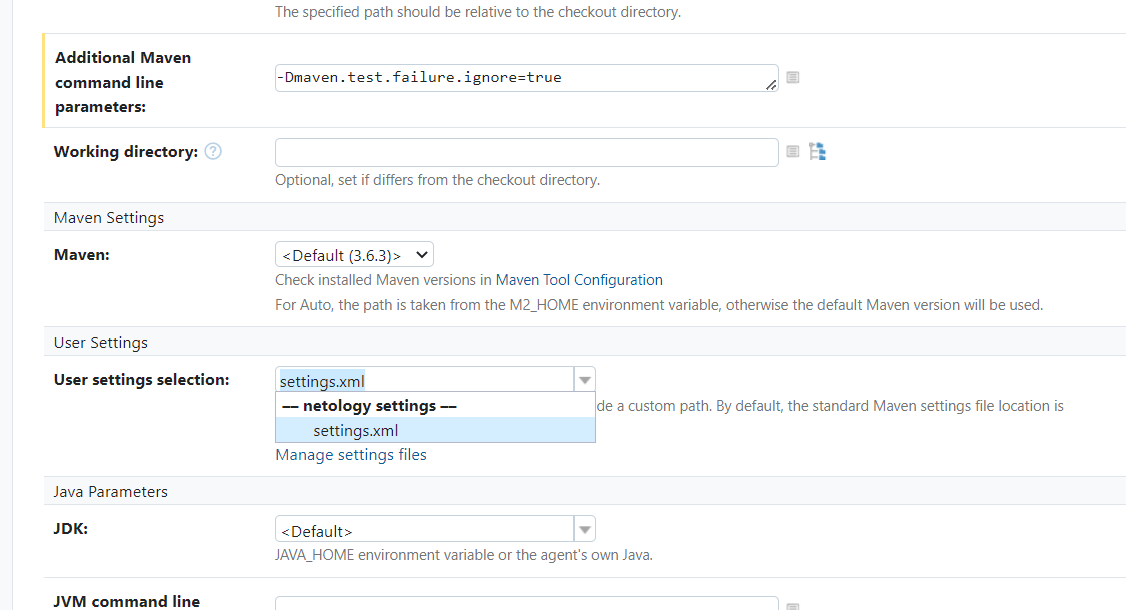 The specified path should be relative to the checkout directory.
Additional Maven
command line
parameters:
-Dmaven.test.failure.ignore=true
Working directory:
Optional, set if differs from the checkout directory.
Maven Settings
Maven:
<Default (3.6.3)>
Check installed Maven versions in Maven Tool Configuration
For Auto, the path is taken from the M2_HOME environment variable, otherwise the default Maven version will be used.
User Settings
User settings selection:
settings.xml
— netology settings —
de a custom path. By default, the standard Maven settings file location is
settings.xml
Manage settings files
Java Parameters
JDK:
<Default>
JAVA_HOME environment variable or the agent's own Java.
JVM command line